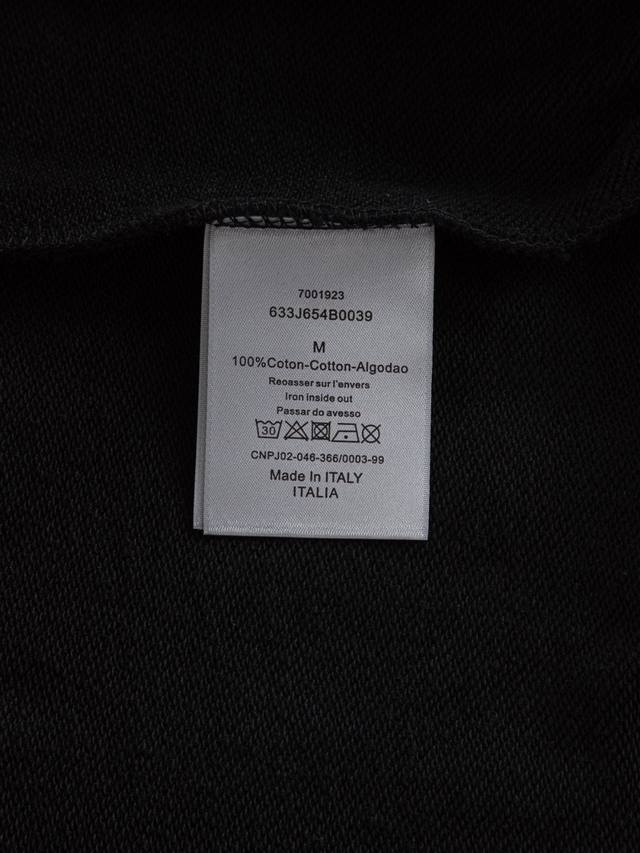 7001923
633J654B0039
M
100%Coton-Cotton-Algodao
Reoasser sur l'envers
Iron inside out
Passar do avesso
30
CNPJ02-046-366/0003-99
Made In ITALY
ITALIA